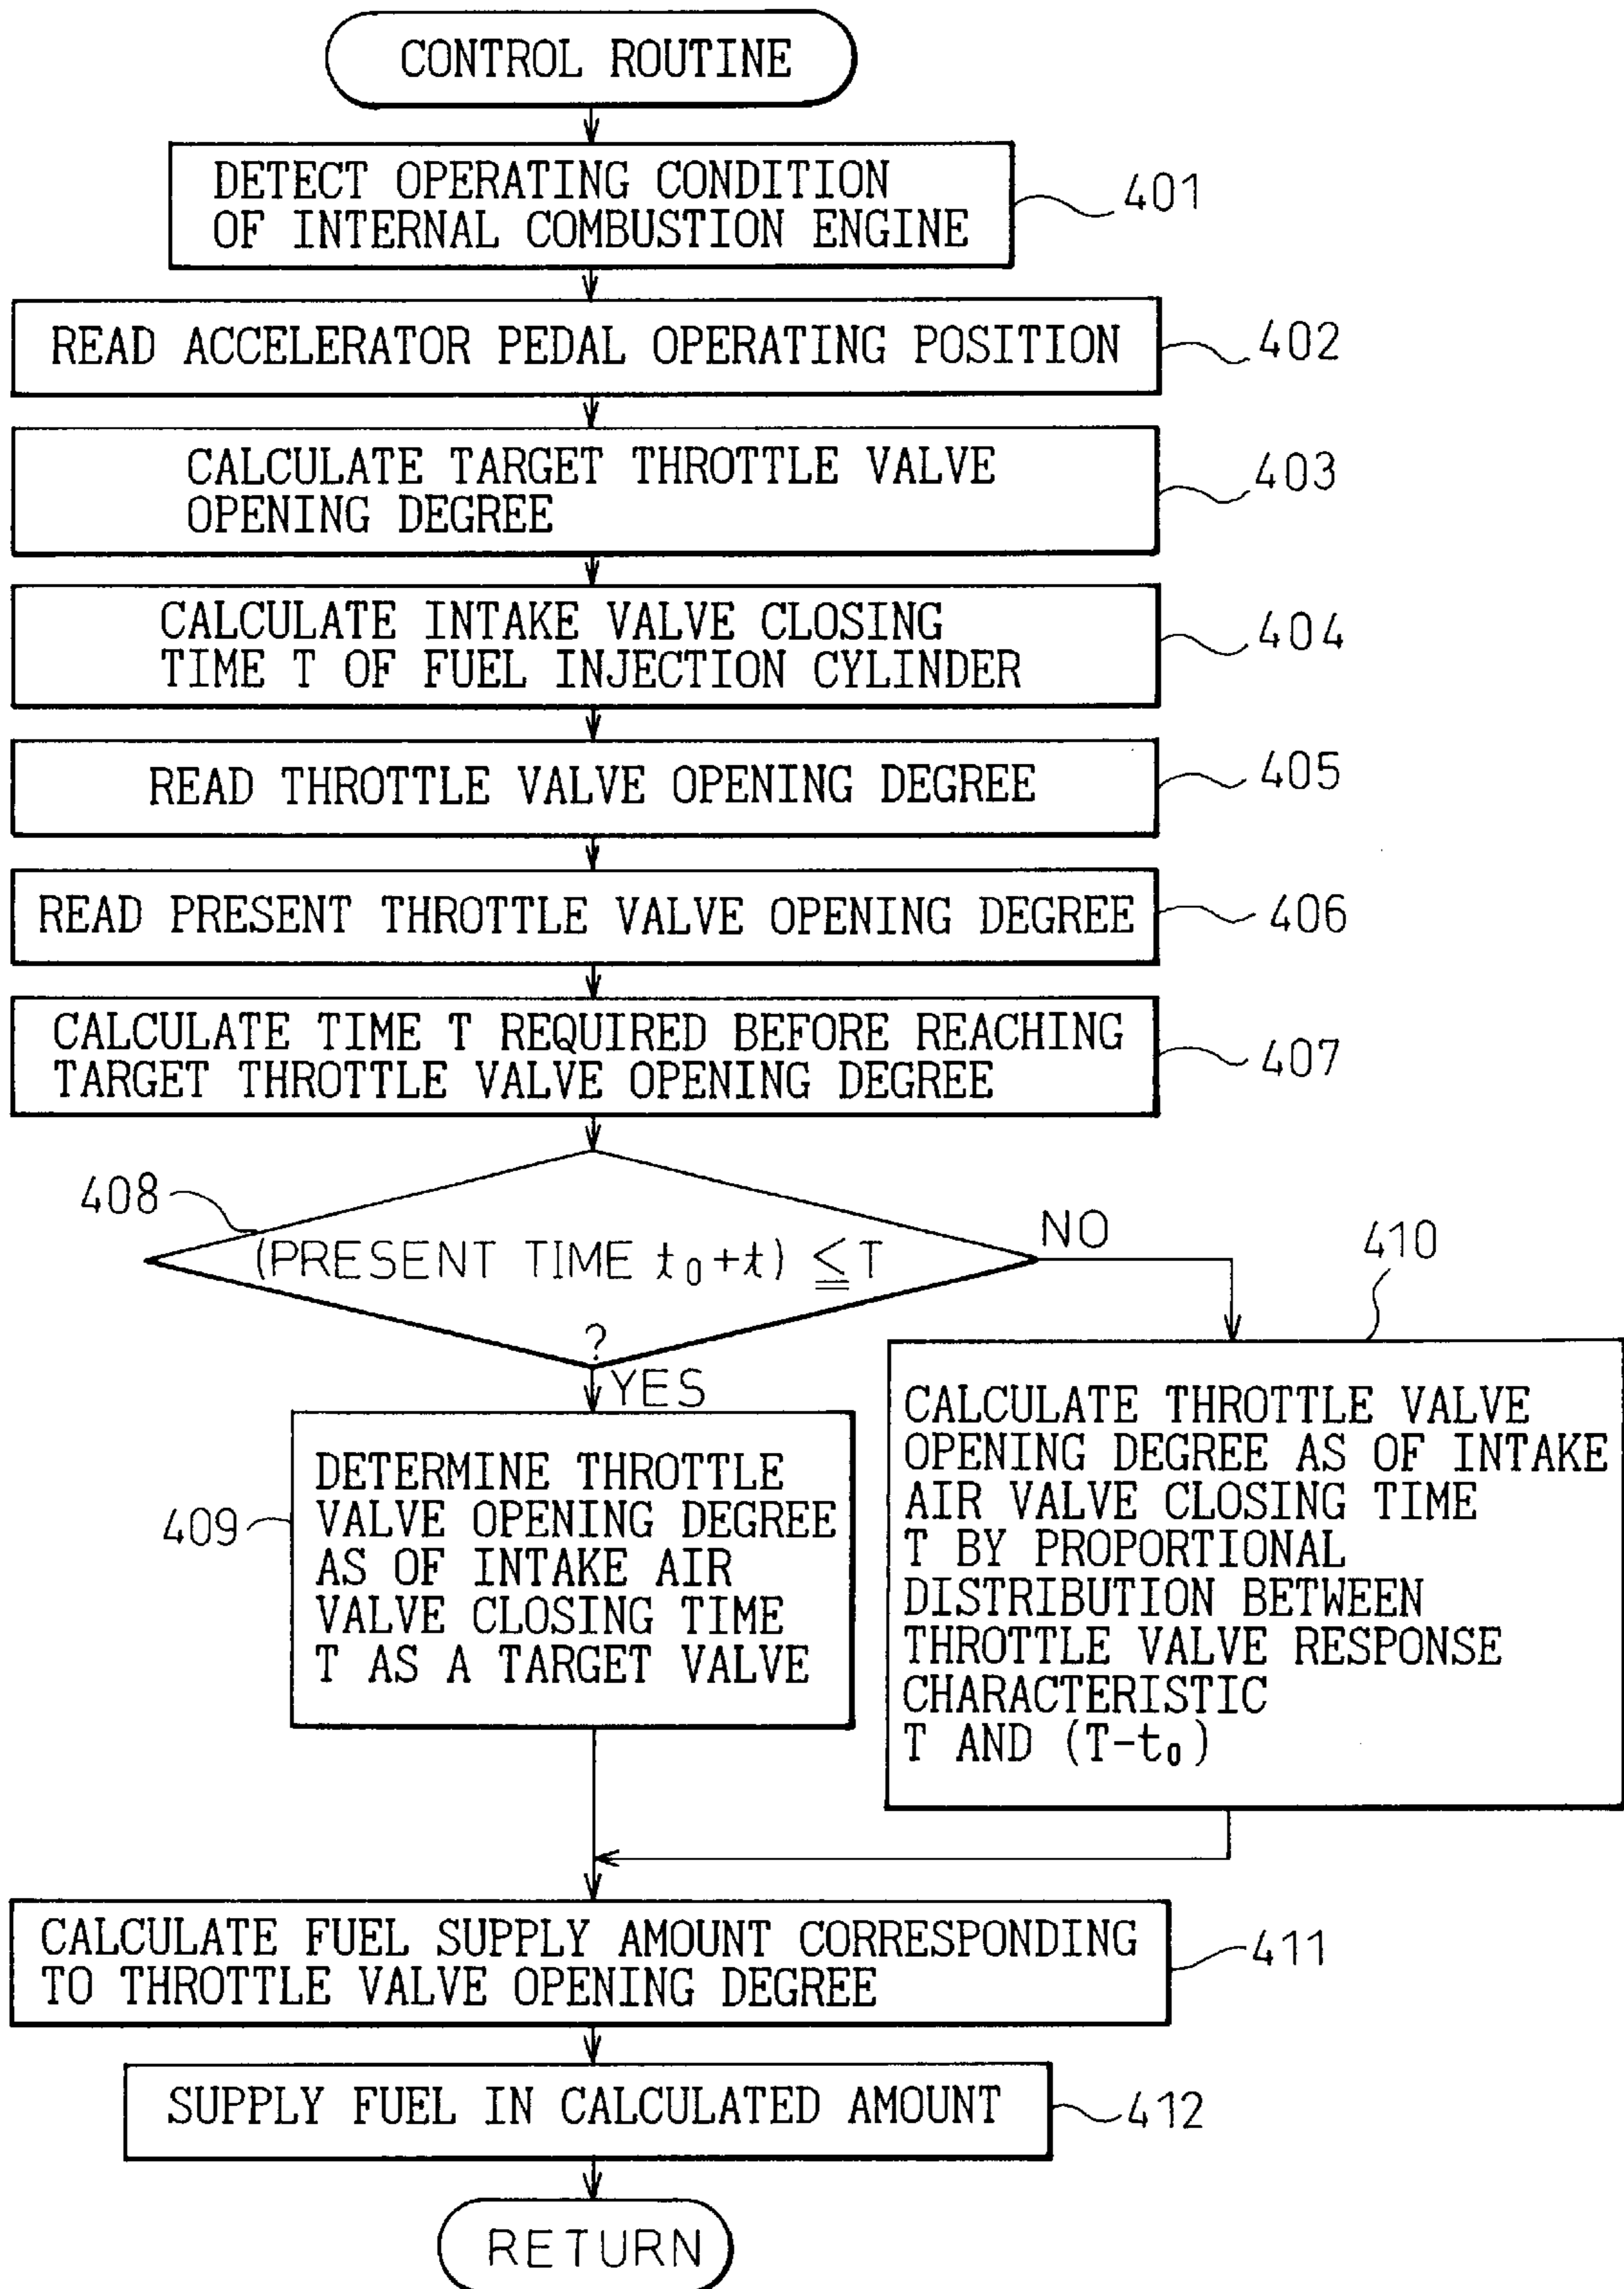 CONTROL ROUTINE
DETECT OPERATING CONDITION
OF INTERNAL COMBUSTION ENGINE
401
READ ACCELERATOR PEDAL OPERATING POSITION
402
CALCULATE TARGET THROTTLE VALVE
OPENING DEGREE
403
CALCULATE INTAKE VALVE CLOSING
TIME T OF FUEL INJECTION CYLINDER
404
READ THROTTLE VALVE OPENING DEGREE
405
READ PRESENT THROTTLE VALVE OPENING DEGREE
406
CALCULATE TIME T REQUIRED BEFORE REACHING
TARGET THROTTLE VALVE OPENING DEGREE
407
408
(PRESENT TIME t₀+t) ≦T
?
NO
YES
409
DETERMINE THROTTLE
VALVE OPENING DEGREE
AS OF INTAKE AIR
VALVE CLOSING TIME
T AS A TARGET VALVE
410
CALCULATE THROTTLE VALVE
OPENING DEGREE AS OF INTAKE
AIR VALVE CLOSING TIME
T BY PROPORTIONAL
DISTRIBUTION BETWEEN
THROTTLE VALVE RESPONSE
CHARACTERISTIC
T AND (T-t₀)
CALCULATE FUEL SUPPLY AMOUNT CORRESPONDING
TO THROTTLE VALVE OPENING DEGREE
411
SUPPLY FUEL IN CALCULATED AMOUNT
412
RETURN